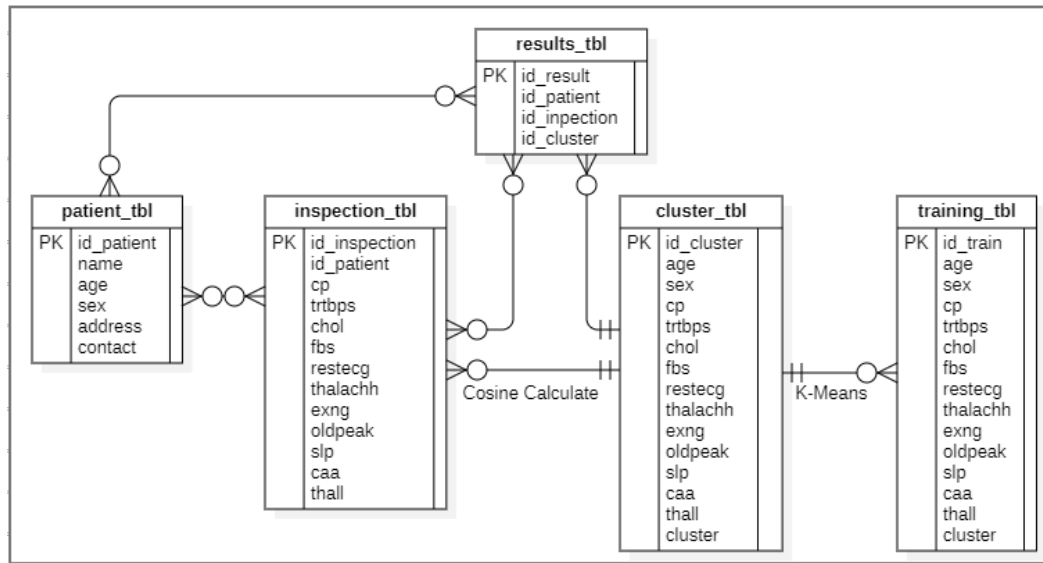 results_tbl
PK id_result
id_patient
id_inpection
id_cluster
patient_tbl
PK id_patient
name
age
sex
address
contact
inspection_tbl
PK id_inspection
id_patient
cp
trtbps
chol
fbs
restecg
thalachh
exng
oldpeak
slp
caa
thall
Cosine Calculate
cluster_tbl
PK id_cluster
age
sex
cp
trtbps
chol
fbs
restecg
thalachh
exng
oldpeak
slp
caa
thall
cluster
K-Means
training_tbl
PK id_train
age
sex
cp
trtbps
chol
fbs
restecg
thalachh
exng
oldpeak
slp
caa
thall
cluster